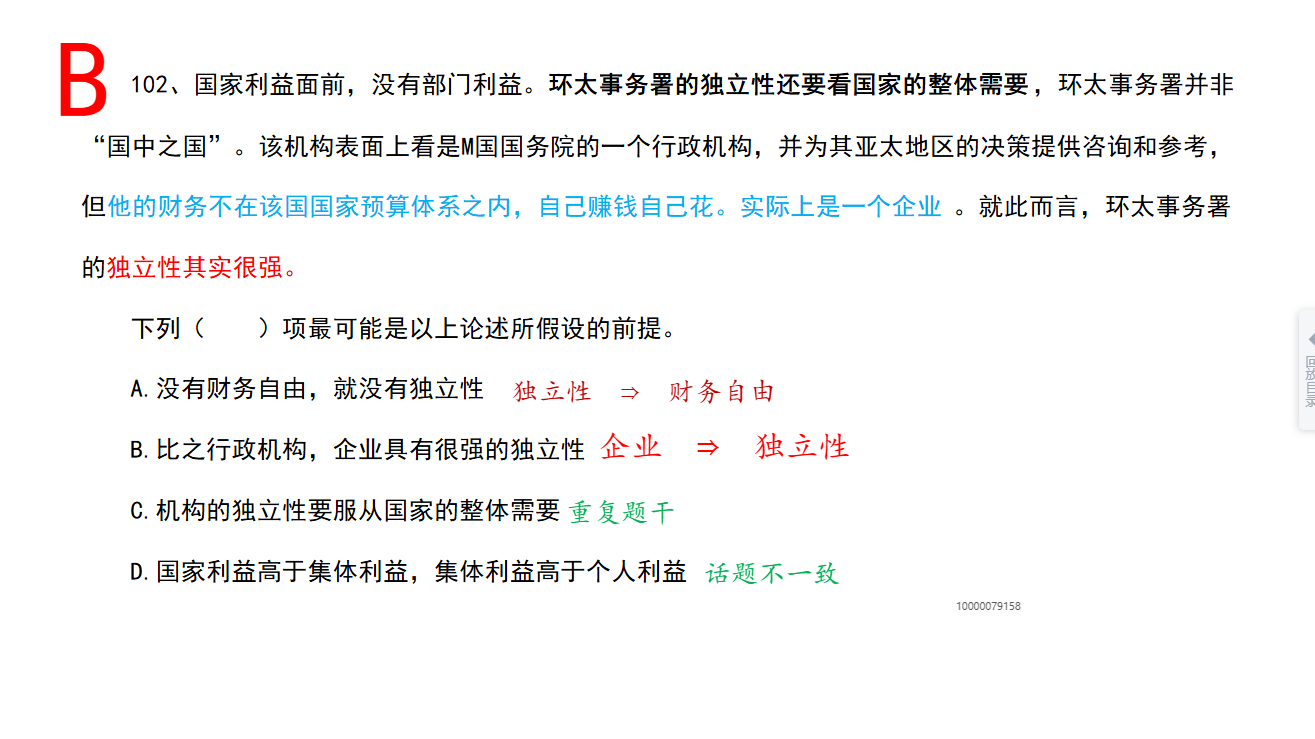 B
102、国家利益面前，没有部门利益。环太事务署的独立性还要看国家的整体需要，环太事务署并非
“国中之国”。该机构表面上看是M国国务院的一个行政机构，并为其亚太地区的决策提供咨询和参考，
但他的财务不在该国国家预算体系之内，自己赚钱自己花。实际上是一个企业 。就此而言，环太事务署
的独立性其实很强。
下列（　　）项最可能是以上论述所假设的前提。
A.没有财务自由，就没有独立性 独立性 ⇒ 财务自由
B.比之行政机构，企业具有很强的独立性 企业 ⇒ 独立性
C.机构的独立性要服从国家的整体需要 重复题干
D.国家利益高于集体利益，集体利益高于个人利益 话题不一致
10000079158
回放目录